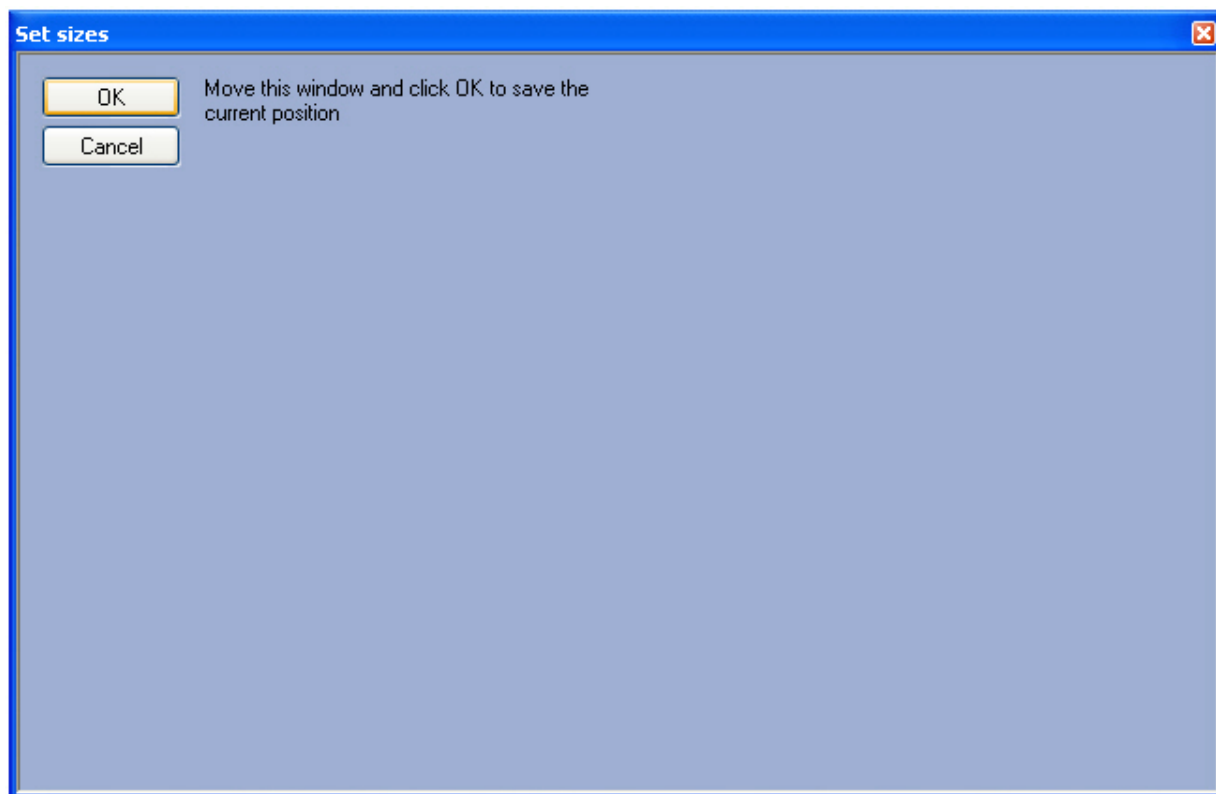 Set sizes
OK
Move this window and click OK to save the
current position
Cancel